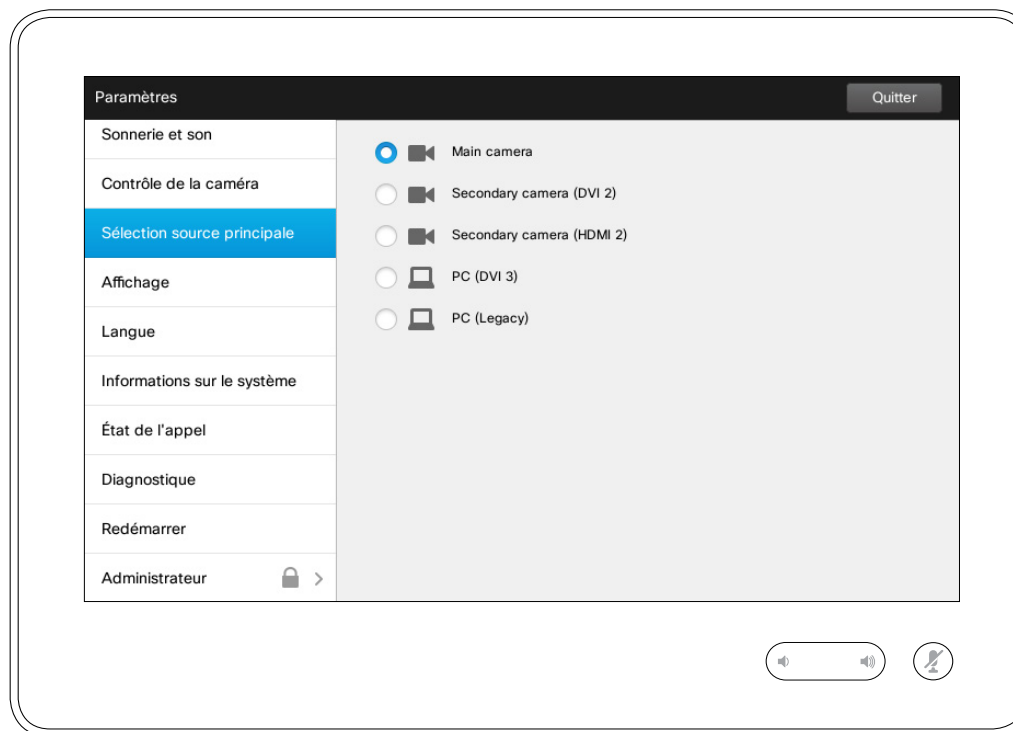 Paramètres
Quitter
Sonnerie et son
Contrôle de la caméra
Sélection source principale
Affichage
Langue
Informations sur le système
État de l'appel
Diagnostique
Redémarrer
Administrateur
Main camera
Secondary camera (DVI 2)
Secondary camera (HDMI 2)
PC (DVI 3)
PC (Legacy)